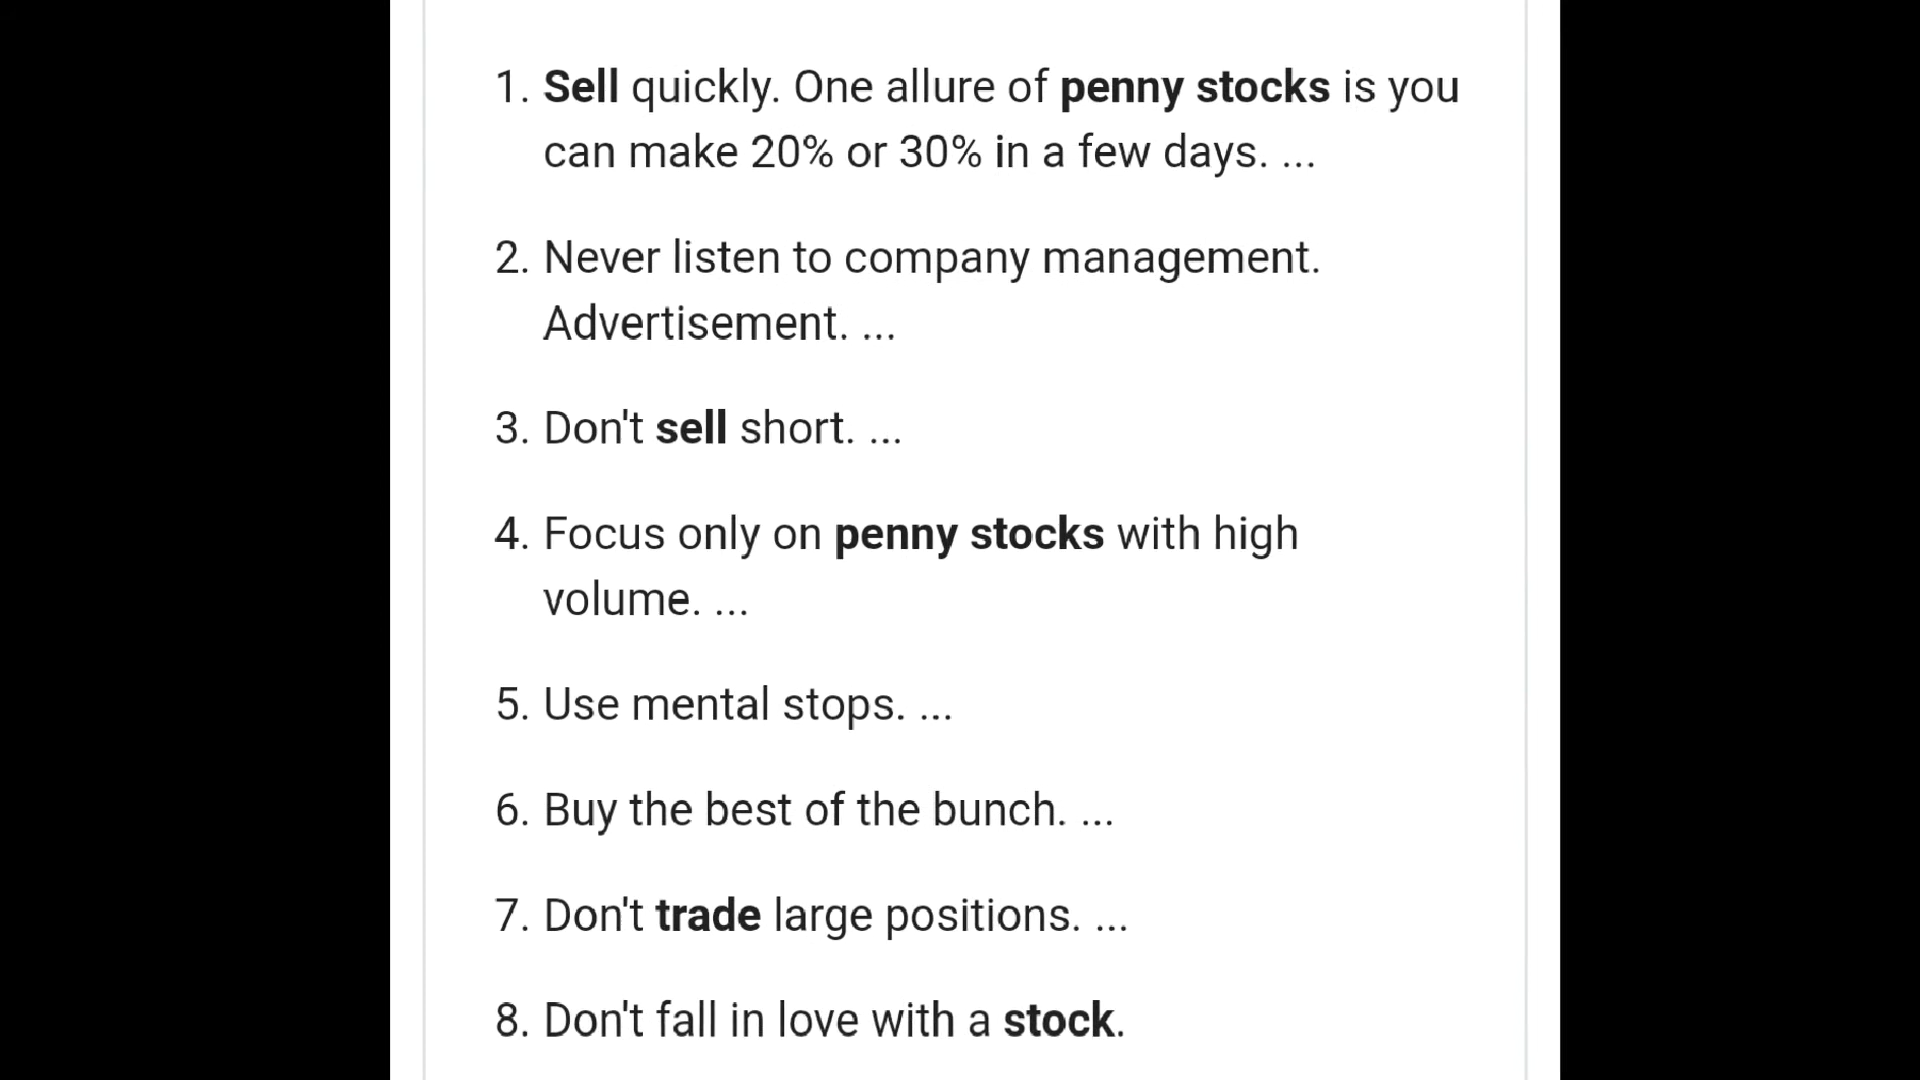 1. Sell quickly. One allure of penny stocks is you
can make 20% or 30% in a few days. ...
2. Never listen to company management.
Advertisement. ...
3. Don't sell short. ...
4. Focus only on penny stocks with high
volume. ...
5. Use mental stops. ...
6. Buy the best of the bunch. ...
7. Don't trade large positions. ...
8. Don't fall in love with a stock.